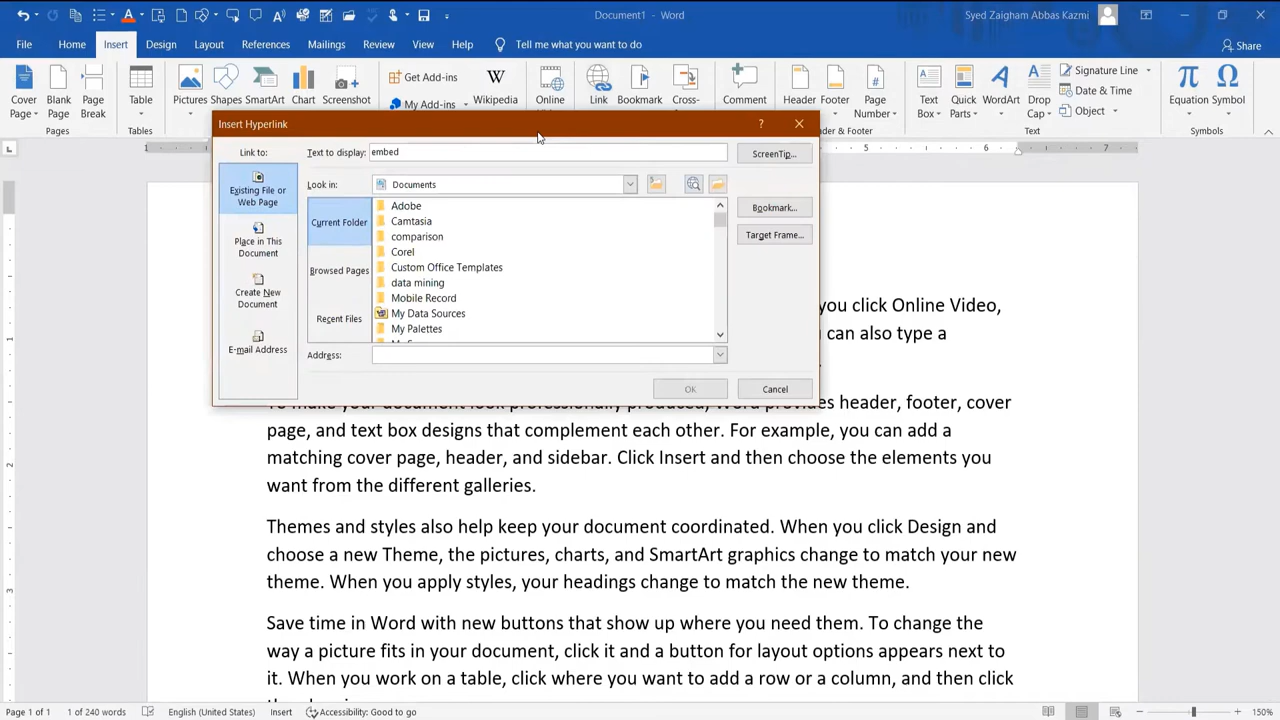 Document1 - Word
Syed Zaigham Abbas Kazmi
File Home Insert Design Layout References Mailings Review View Help Tell me what you want to do Share
Cover Page Blank Page Page Break Table Pictures Shapes SmartArt Chart Screenshot Get Add-ins My Add-ins Wikipedia Online Link Bookmark Cross- Comment Header Footer Page Number Text Box Quick Parts WordArt Drop Cap Signature Line Date & Time Object Equation Symbol
Pages Tables & Footer Text Symbols
Insert Hyperlink
Link to: Text to display: embed ScreenTip...
Existing File or Web Page
Look in: Documents
Current Folder
Adobe
Camtasia
comparison
Corel
Custom Office Templates
data mining
Mobile Record
My Data Sources
My Palettes
Bookmark...
Target Frame...
Place in This Document
Browsed Pages
Create New Document
Recent Files
E-mail Address
Address:
OK Cancel
1 5 6 7
1
2
3
you click Online Video,
can also type a
To make your document look professionally produced, Word provides header, footer, cover
page, and text box designs that complement each other. For example, you can add a
matching cover page, header, and sidebar. Click Insert and then choose the elements you
want from the different galleries.
Themes and styles also help keep your document coordinated. When you click Design and
choose a new Theme, the pictures, charts, and SmartArt graphics change to match your new
theme. When you apply styles, your headings change to match the new theme.
Save time in Word with new buttons that show up where you need them. To change the
way a picture fits in your document, click it and a button for layout options appears next to
it. When you work on a table, click where you want to add a row or a column, and then click
Page 1 of 1 1 of 240 words English (United States) Insert Accessibility: Good to go 150%